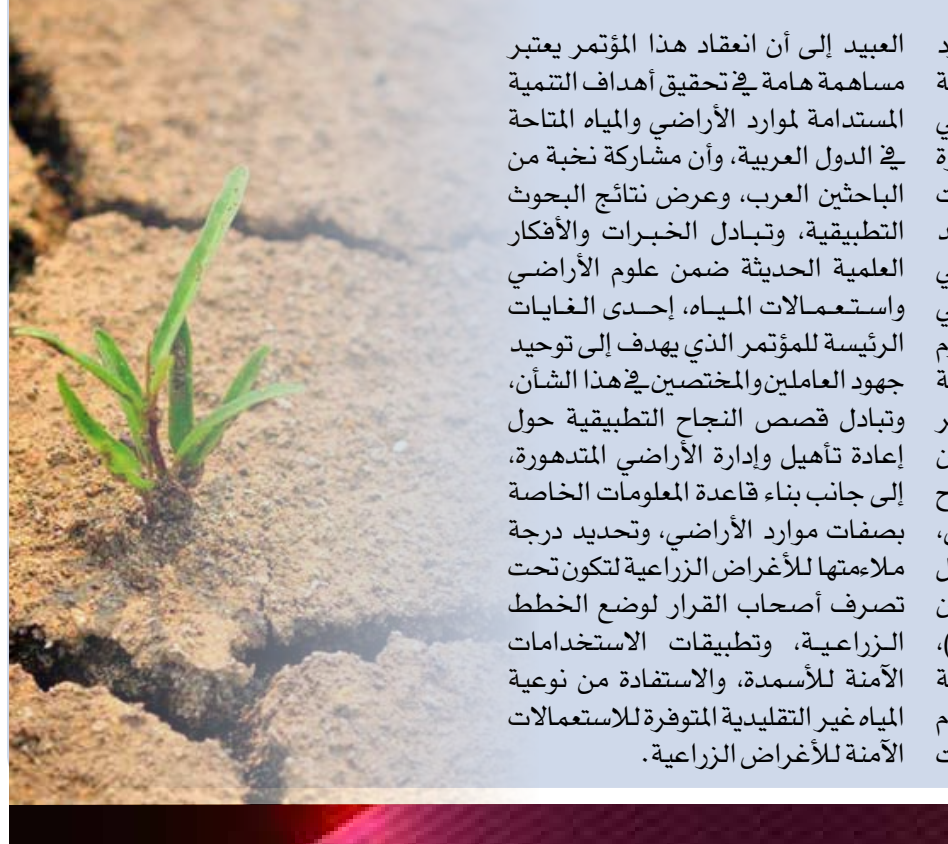 العبيد إلى أن انعقاد هذا المؤتمر يعتبر
مساهمة هامة في تحقيق أهداف التنمية
المستدامة لموارد الأراضي والمياه المتاحة
في الدول العربية، وأن مشاركة نخبة من
الباحثين العرب، وعرض نتائج البحوث
التطبيقية، وتبادل الخبرات والأفكار
العلمية الحديثة ضمن علوم الأراضي
واستعمالات المياه، إحدى الغايات
الرئيسة للمؤتمر الذي يهدف إلى توحيد
جهود العاملين والمختصين في هذا الشأن،
وتبادل قصص النجاح التطبيقية حول
إعادة تأهيل وإدارة الأراضي المتدهورة،
إلى جانب بناء قاعدة المعلومات الخاصة
بصفات موارد الأراضي، وتحديد درجة
ملاءمتها للأغراض الزراعية لتكون تحت
تصرف أصحاب القرار لوضع الخطط
الزراعية، وتطبيقات الاستخدامات
الآمنة للأسمدة، والاستفادة من نوعية
المياه غير التقليدية المتوفرة للاستعمالات
الآمنة للأغراض الزراعية.